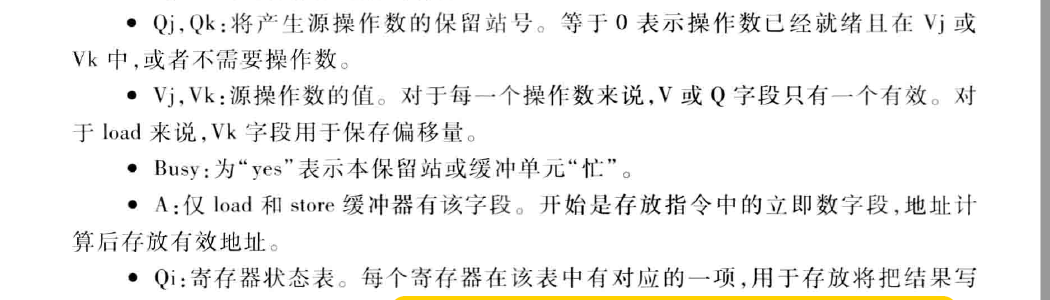 • Qj,Qk:将产生源操作数的保留站号。等于 0 表示操作数已经就绪且在 Vj 或
Vk 中,或者不需要操作数。
• Vj,Vk:源操作数的值。对于每一个操作数来说,V 或 Q 字段只有一个有效。对
于 load 来说,Vk 字段用于保存偏移量。
• Busy:为“yes”表示本保留站或缓冲单元“忙”。
• A:仅 load 和 store 缓冲器有该字段。开始是存放指令中的立即数字段,地址计
算后存放有效地址。
• Qi:寄存器状态表。每个寄存器在该表中有对应的一项,用于存放将把结果写